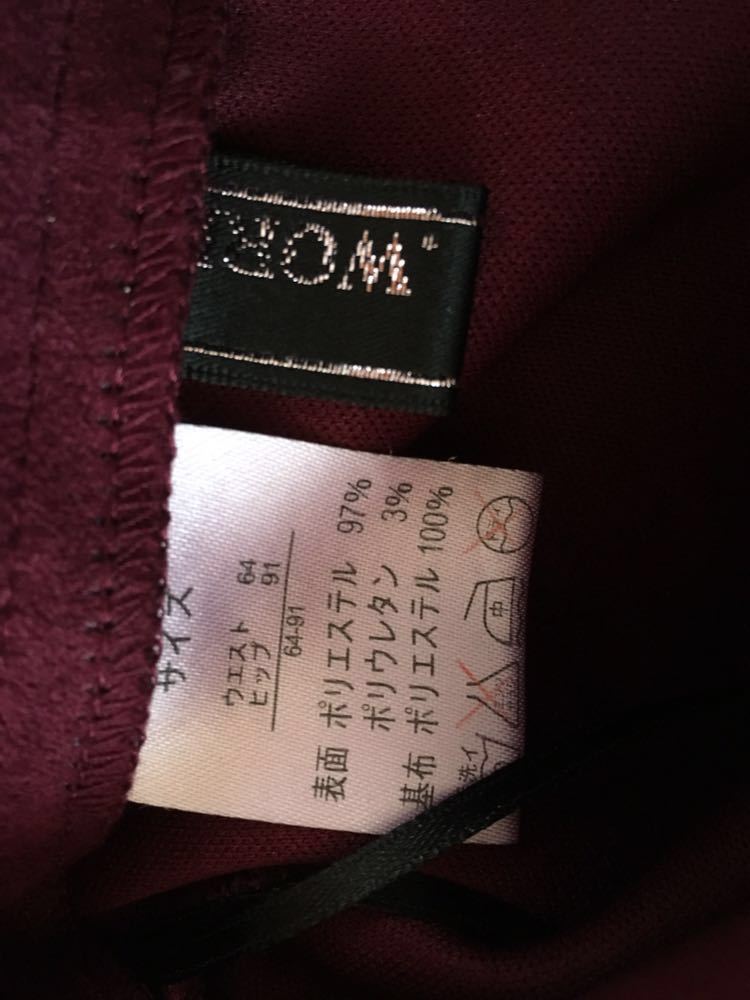 サイズ
ウエスト 64
ヒップ 91
64-91
表面 ポリエステル 97%
ポリウレタン 3%
基布 ポリエステル 100%
中